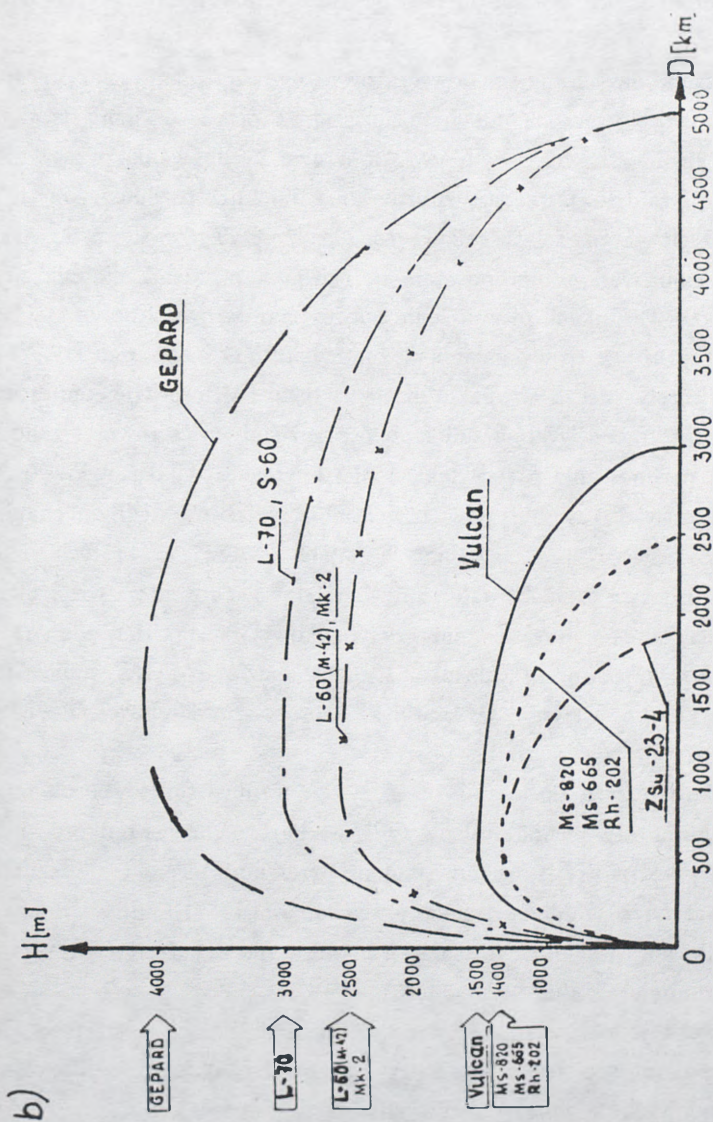 b)
H[m]
4000
3000
2500
2000
1500
1400
1000
GEPARD
L-70
L-60(M-42)
Mk-2
Vulcan
Ms-820
Ms-665
Rh-202
GEPARD
L-70, S-60
L-60(M-42), Mk-2
Vulcan
Ms-820
Ms-665
Rh-202
ZSu-23-4
0
500
1000
1500
2000
2500
3000
3500
4000
4500
5000
D[km]